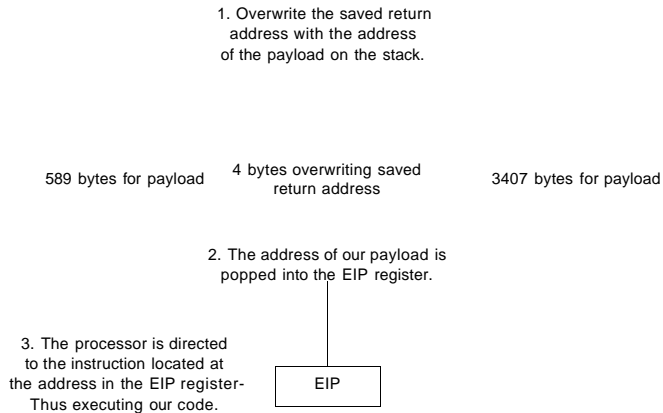 1. Overwrite the saved return
address with the address
of the payload on the stack.
589 bytes for payload
4 bytes overwriting saved
return address
3407 bytes for payload
2. The address of our payload is
popped into the EIP register.
3. The processor is directed
to the instruction located at
the address in the EIP register-
Thus executing our code.
EIP